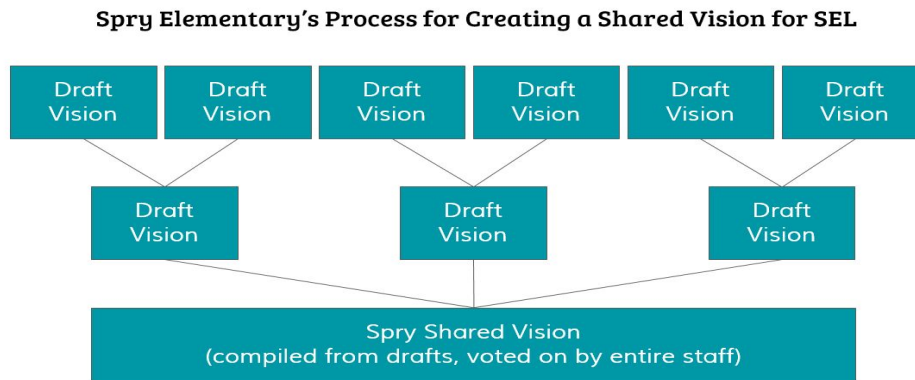 Spry Elementary's Process for Creating a Shared Vision for SEL
Draft
Vision
Draft
Vision
Draft
Vision
Draft
Vision
Draft
Vision
Draft
Vision
Draft
Vision
Draft
Vision
Draft
Vision
Spry Shared Vision
(compiled from drafts, voted on by entire staff)